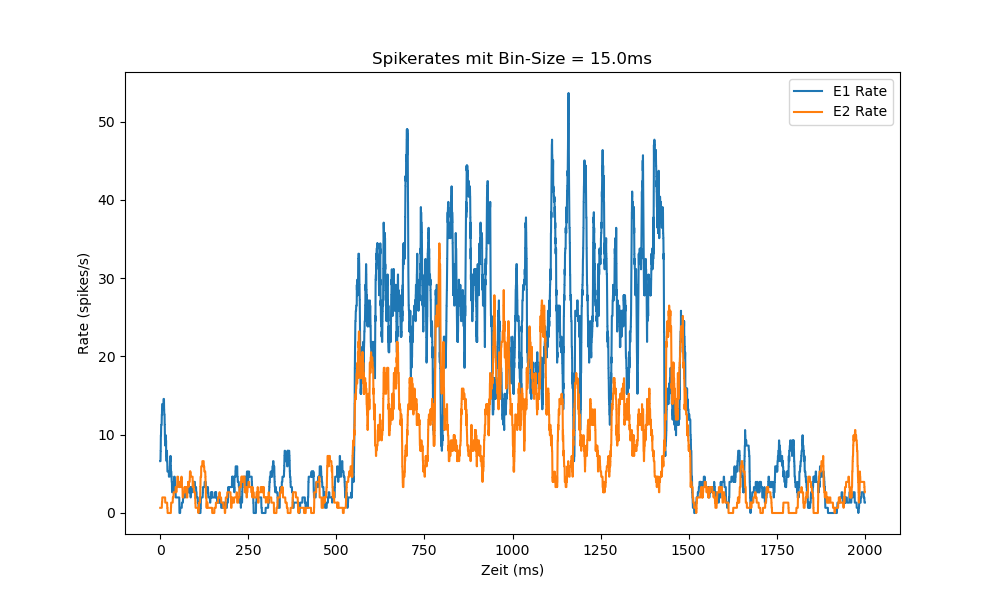 Spikerates mit Bin-Size = 15.0ms
E1 Rate
E2 Rate
50
40
30
20
10
0
Rate (spikes/s)
0 250 500 750 1000 1250 1500 1750 2000
Zeit (ms)